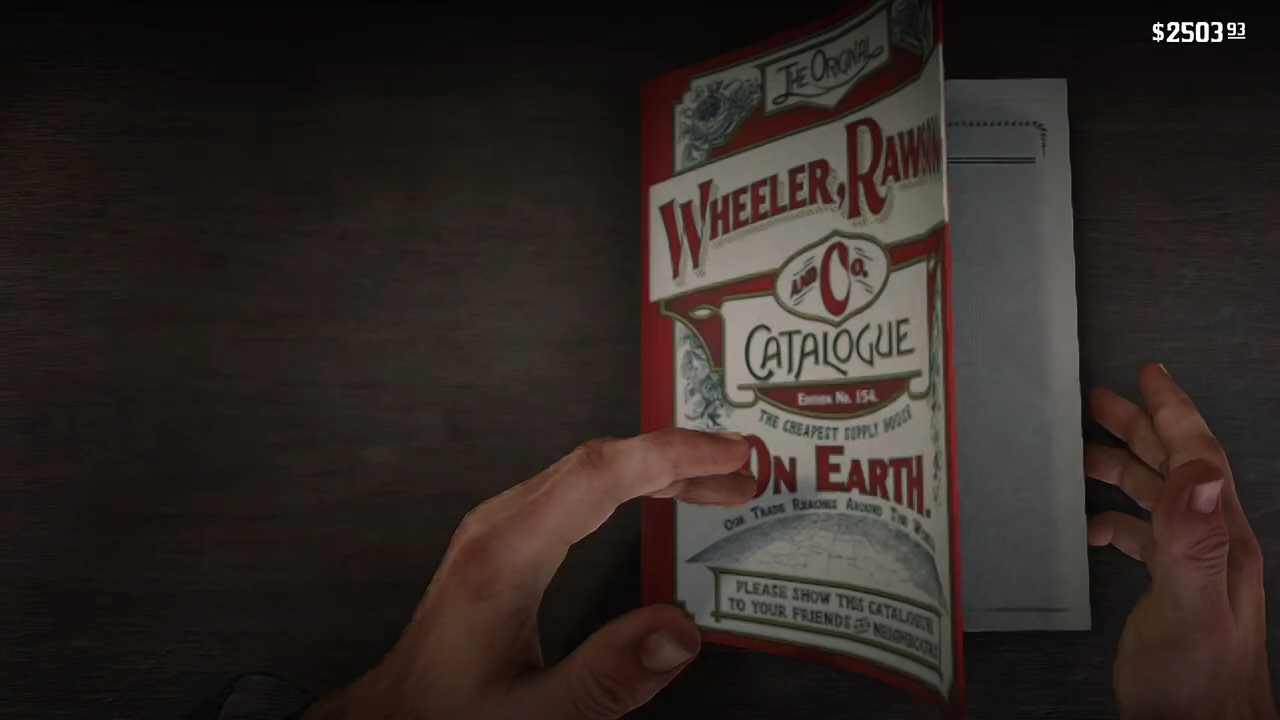 $2503 93
THE ORIGINAL
WHEELER, RAWSON
AND CO.
CATALOGUE
EDITION No. 154.
THE CHEAPEST SUPPLY HOUSE
ON EARTH.
OUR TRADE REACHES AROUND THE WORLD
PLEASE SHOW THIS CATALOGUE
TO YOUR FRIENDS AND NEIGHBOURS